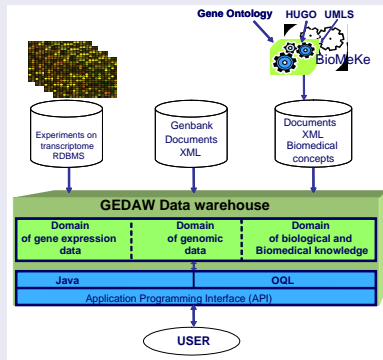 Gene Ontology HUGO UMLS
BioMeKe
Experiments on
transcriptome
RDBMS
Genbank
Documents
XML
Documents
XML
Biomedical
concepts
GEDAW Data warehouse
Domain
of gene expression
data
Domain
of genomic
data
Domain
of biological and
Biomedical knowledge
Java
OQL
Application Programming Interface (API)
USER